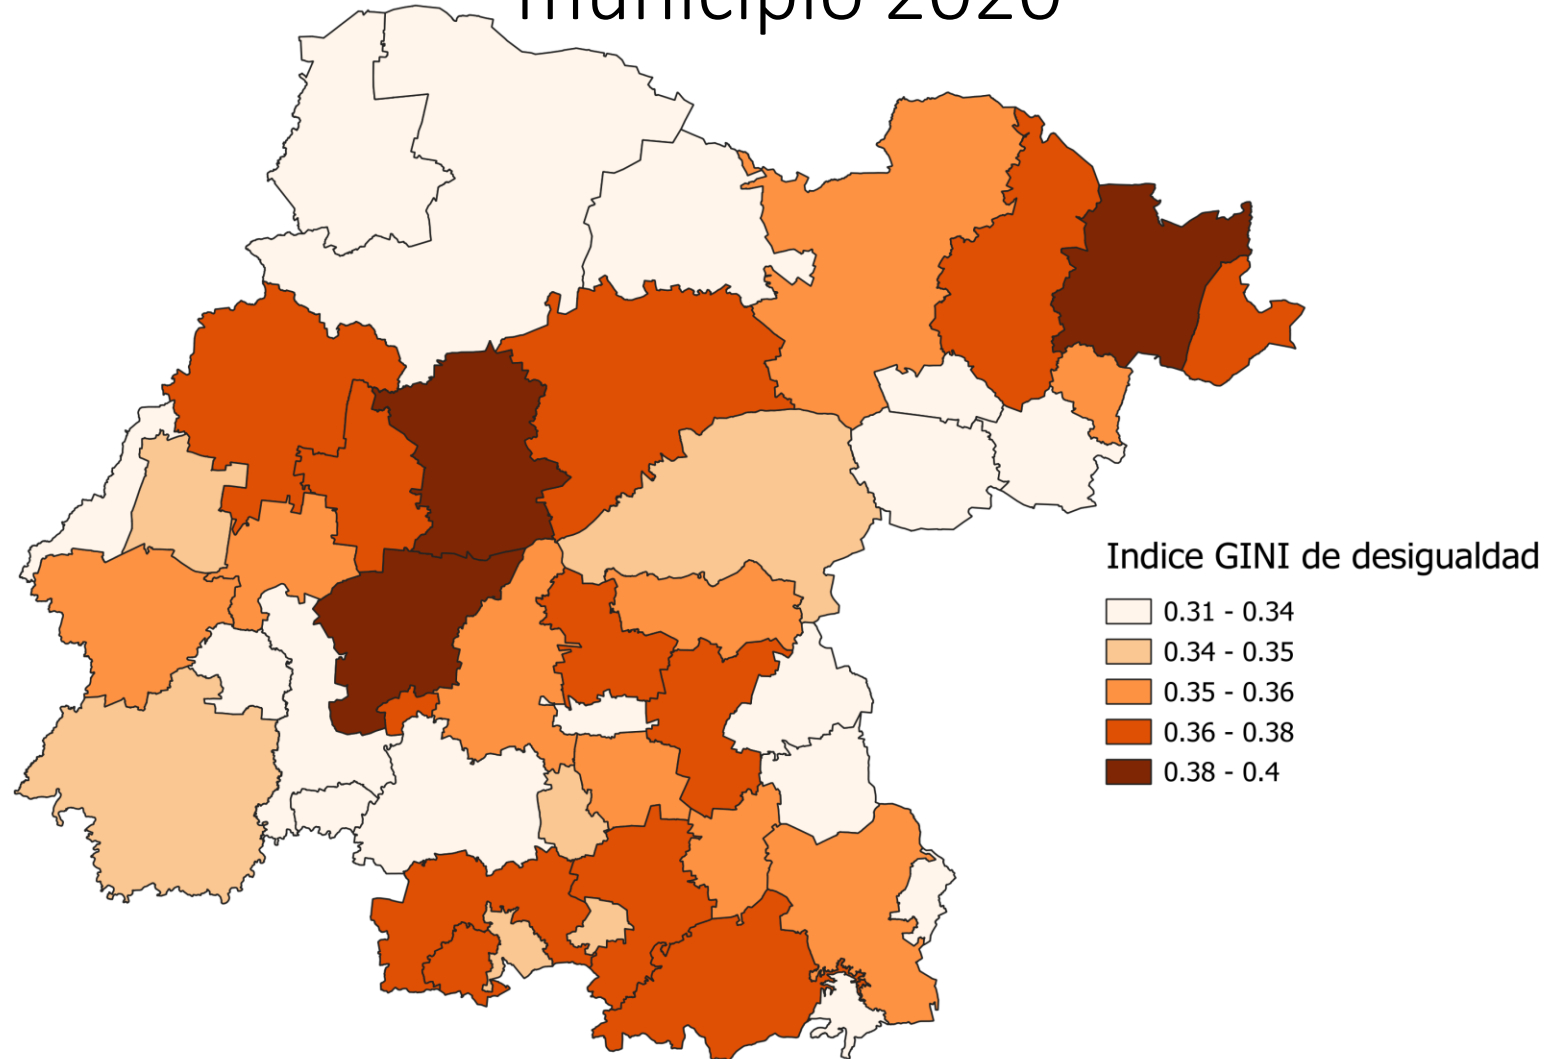 municipio 2020
Indice GINI de desigualdad
0.31 - 0.34
0.34 - 0.35
0.35 - 0.36
0.36 - 0.38
0.38 - 0.4